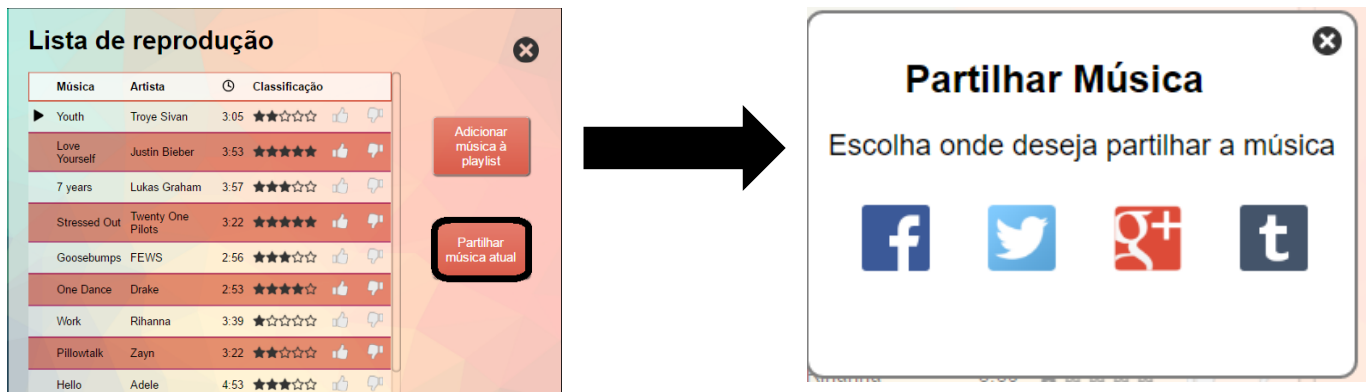 Lista de reprodução
Música Artista Classificação
Youth Troye Sivan 3:05
Love
Yourself Justin Bieber 3:53
7 years Lukas Graham 3:57
Stressed Out Twenty One
Pilots 3:22
Goosebumps FEWS 2:56
One Dance Drake 2:53
Work Rihanna 3:39
Pillowtalk Zayn 3:22
Hello Adele 4:53
Adicionar
música à
playlist
Partilhar
música atual
Partilhar Música
Escolha onde deseja partilhar a música
f
g+
t